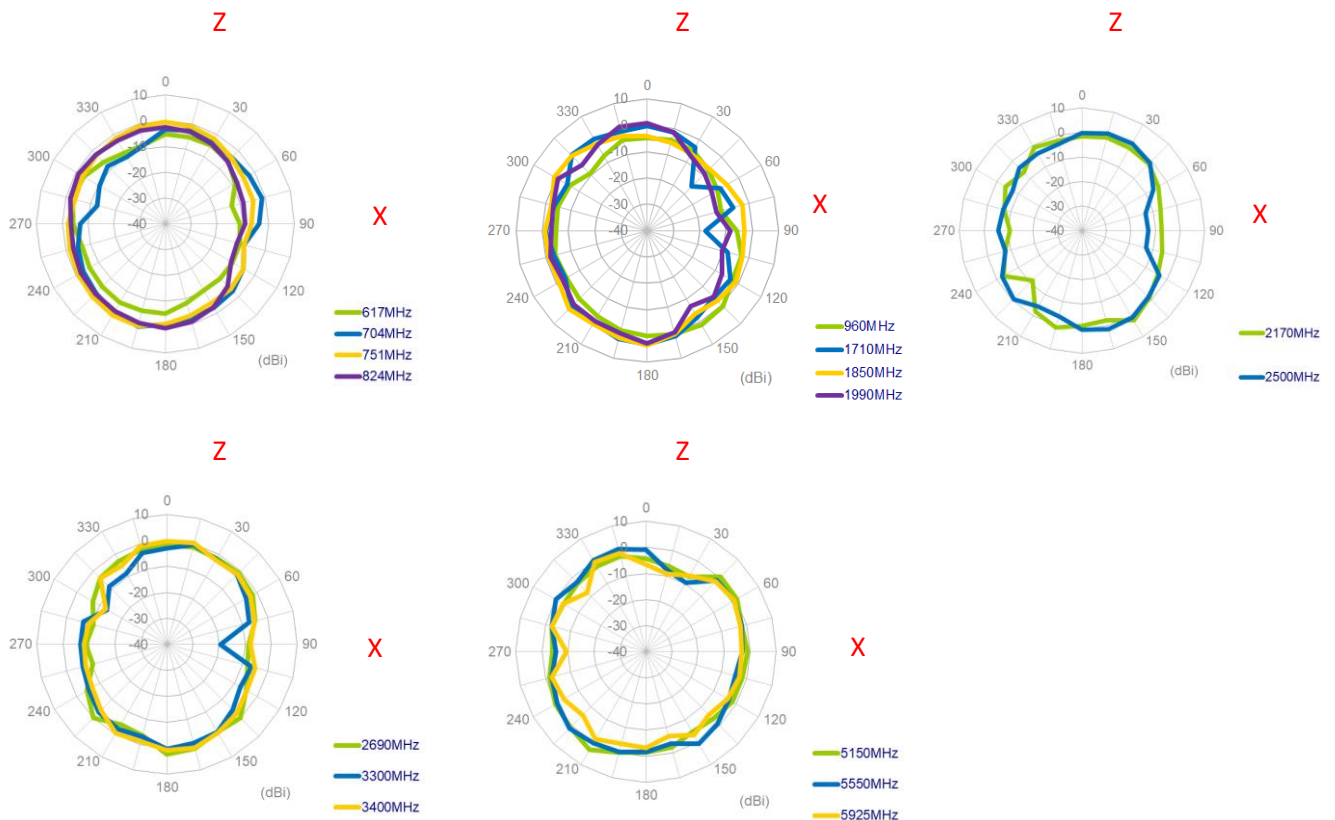 Z
0
330
30
300
60
270
90
240
120
210
150
180
10
0
-10
-20
-30
-40
X
(dBi)
617MHz
704MHz
751MHz
824MHz
Z
0
330
30
300
60
270
90
240
120
210
150
180
10
0
-10
-20
-30
-40
X
(dBi)
960MHz
1710MHz
1850MHz
1990MHz
Z
0
330
30
300
60
270
90
240
120
210
150
180
10
0
-10
-20
-30
-40
X
(dBi)
2170MHz
2500MHz
Z
0
330
30
300
60
270
90
240
120
210
150
180
10
0
-10
-20
-30
-40
X
(dBi)
2690MHz
3300MHz
3400MHz
Z
0
330
30
300
60
270
90
240
120
210
150
180
10
0
-10
-20
-30
-40
X
(dBi)
5150MHz
5550MHz
5925MHz